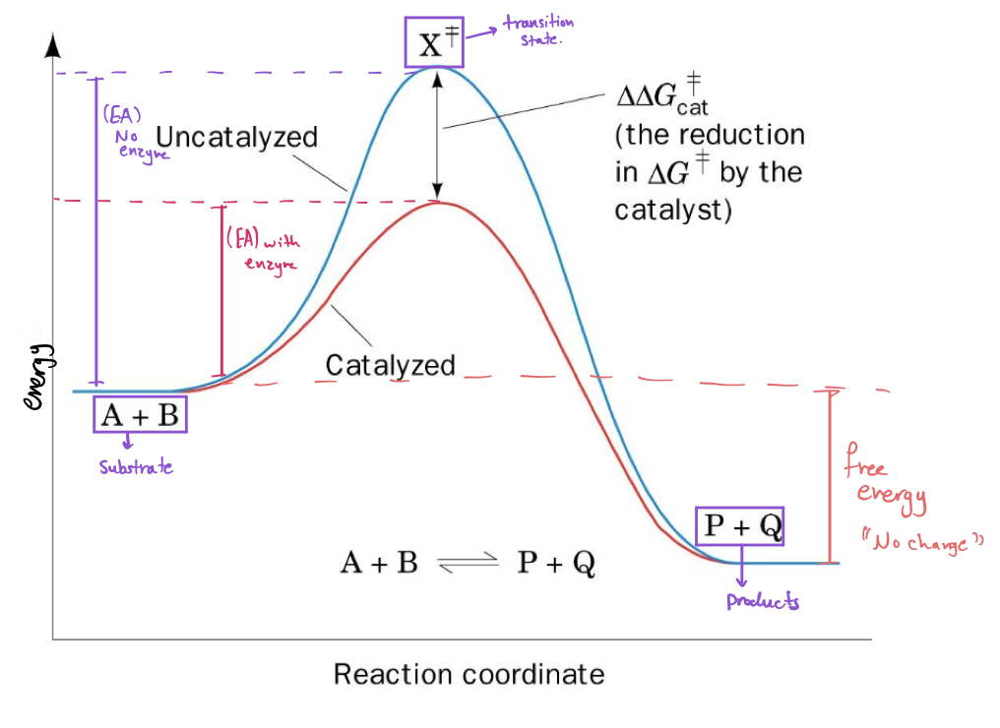 X‡
transition
state.
(EA)
No
enzyme
Uncatalyzed
ΔΔG‡cat
(the reduction
in ΔG‡ by the
catalyst)
(EA) with
enzyme
energy
Catalyzed
A + B
Substrate
free
energy
"No change"
P + Q
products
A + B ⇌ P + Q
Reaction coordinate